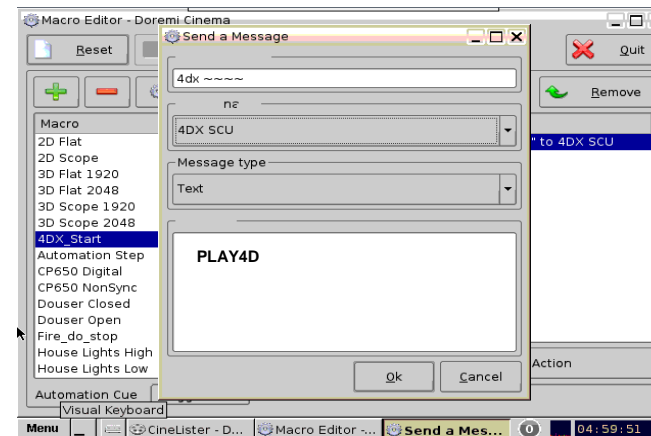 Macro Editor - Doremi Cinema
Send a Message
Reset
Quit
4dx ~~~~
Remove
Macro
4DX SCU
" to 4DX SCU
Message type
Text
2D Flat
2D Scope
3D Flat 1920
3D Flat 2048
3D Scope 1920
3D Scope 2048
4DX_Start
Automation Step
CP650 Digital
CP650 NonSync
Douser Closed
Douser Open
Fire_do_stop
House Lights High
House Lights Low
PLAY4D
Ok
Cancel
Action
Automation Cue
Visual Keyboard
Menu
CineLister - D...
Macro Editor -...
Send a Mes...
04:59:51